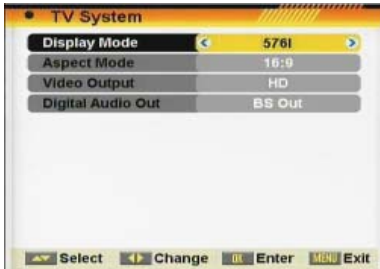 TV System
Display Mode 576I
Aspect Mode 16:9
Video Output HD
Digital Audio Out BS Out
Select Change OK Enter MENU Exit